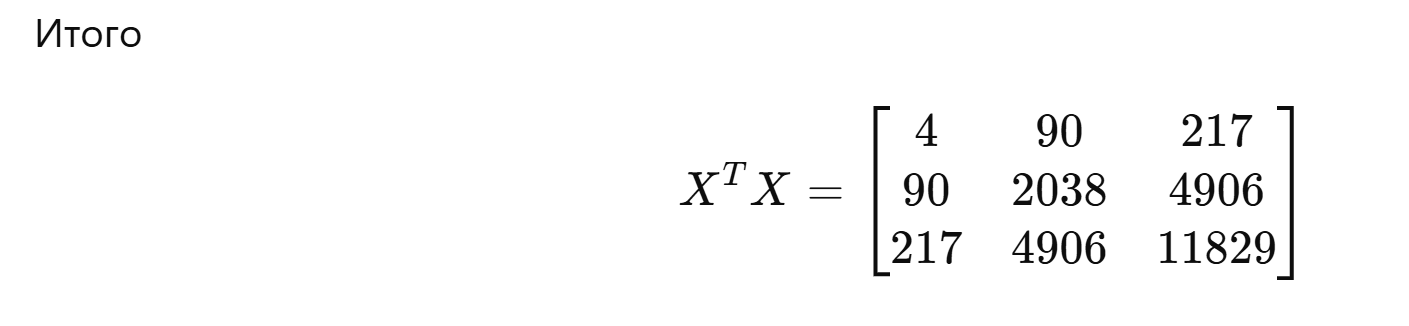 Итого
X^T X = [ 4 90 217
90 2038 4906
217 4906 11829 ]